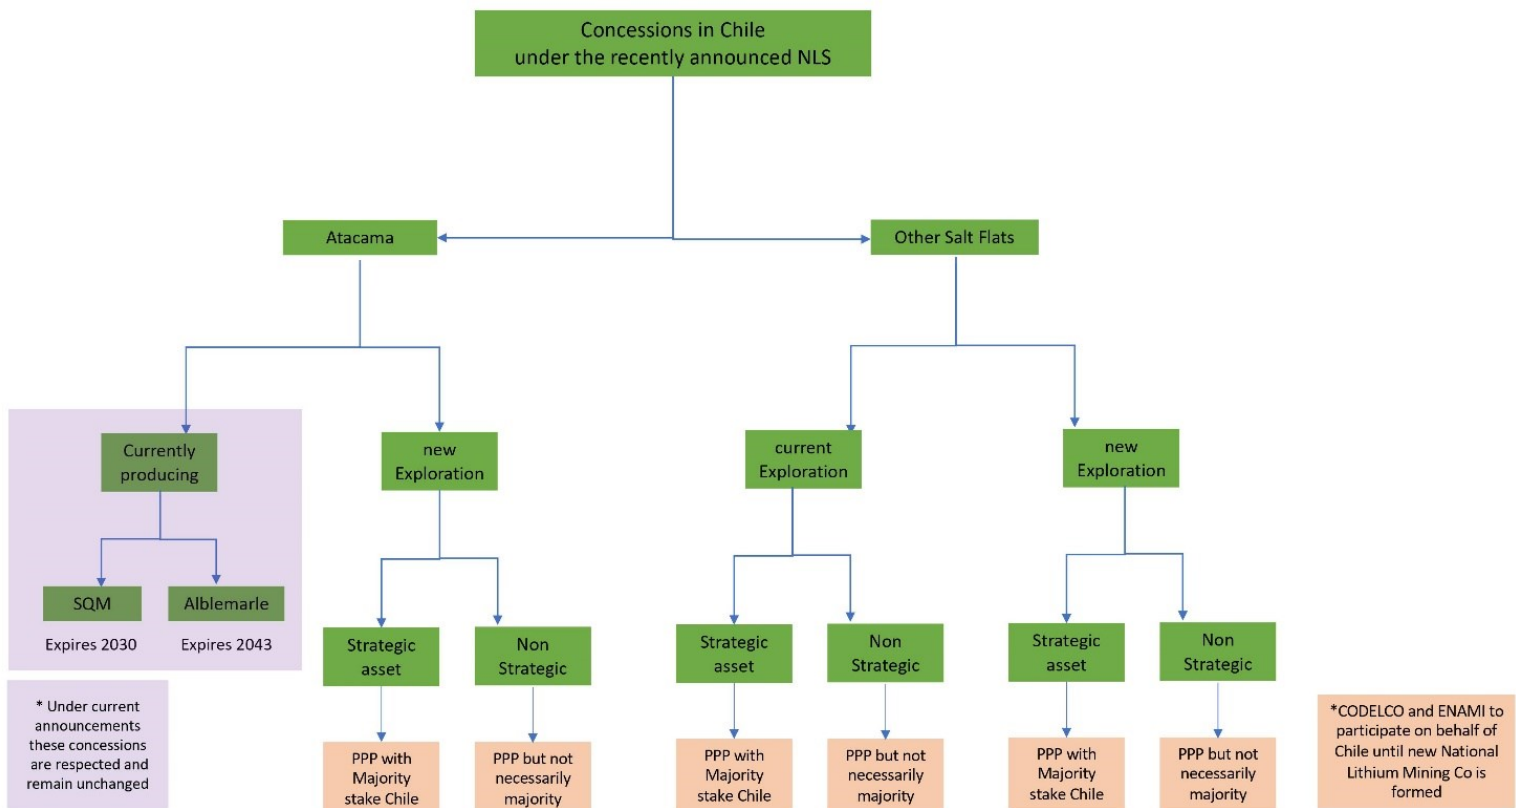 Concessions in Chile
under the recently announced NLS
Atacama
Other Salt Flats
Currently
producing
new
Exploration
current
Exploration
new
Exploration
SQM
Alblemarle
Expires 2030
Expires 2043
Strategic
asset
Non
Strategic
Strategic
asset
Non
Strategic
Strategic
asset
Non
Strategic
* Under current
announcements
these concessions
are respected and
remain unchanged
PPP with
Majority
stake Chile
PPP but not
necessarily
majority
PPP with
Majority
stake Chile
PPP but not
necessarily
majority
PPP with
Majority
stake Chile
PPP but not
necessarily
majority
*CODELCO and ENAMI to
participate on behalf of
Chile until new National
Lithium Mining Co is
formed